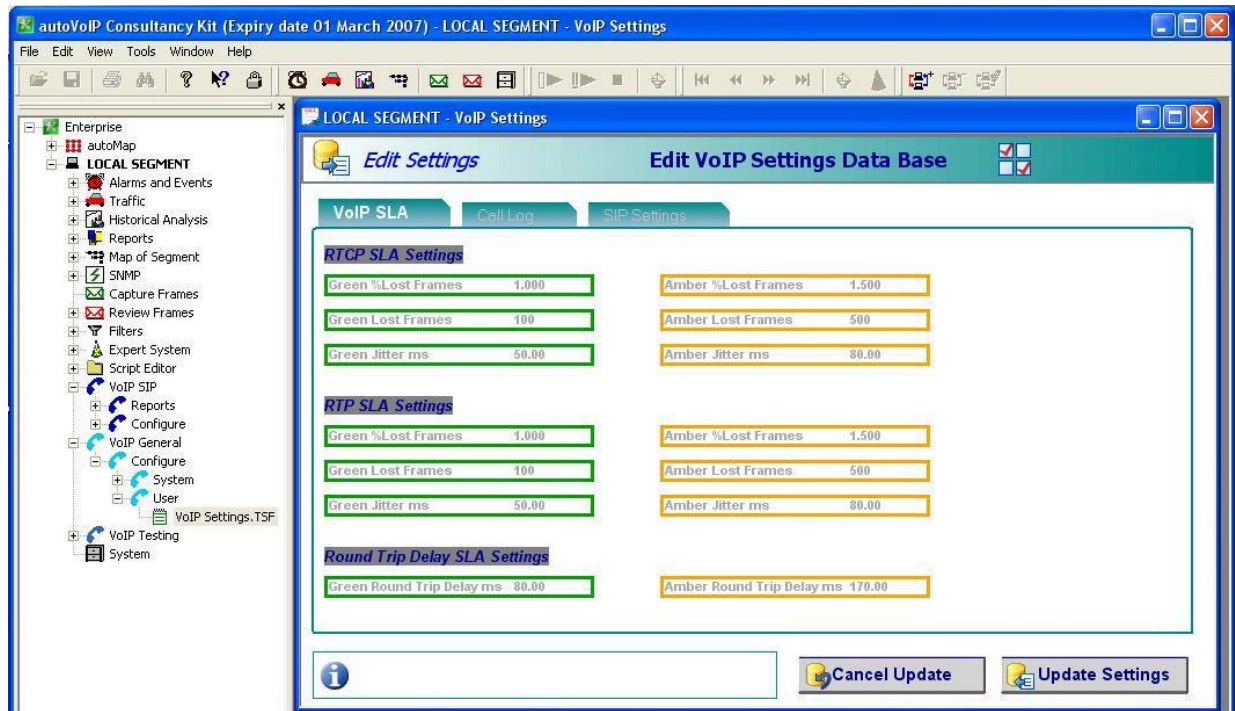 autoVoIP Consultancy Kit (Expiry date 01 March 2007) - LOCAL SEGMENT - VoIP Settings
File Edit View Tools Window Help
Enterprise
autoMap
LOCAL SEGMENT
Alarms and Events
Traffic
Historical Analysis
Reports
Map of Segment
SNMP
Capture Frames
Review Frames
Filters
Expert System
Script Editor
VoIP SIP
Reports
Configure
VoIP General
Configure
System
User
VoIP Settings.TSF
VoIP Testing
System
LOCAL SEGMENT - VoIP Settings
Edit Settings Edit VoIP Settings Data Base
VoIP SLA Call Log SIP Settings
RTCP SLA Settings
Green %Lost Frames 1.000 Amber %Lost Frames 1.500
Green Lost Frames 100 Amber Lost Frames 500
Green Jitter ms 50.00 Amber Jitter ms 80.00
RTP SLA Settings
Green %Lost Frames 1.000 Amber %Lost Frames 1.500
Green Lost Frames 100 Amber Lost Frames 500
Green Jitter ms 50.00 Amber Jitter ms 80.00
Round Trip Delay SLA Settings
Green Round Trip Delay ms 80.00 Amber Round Trip Delay ms 170.00
Cancel Update Update Settings